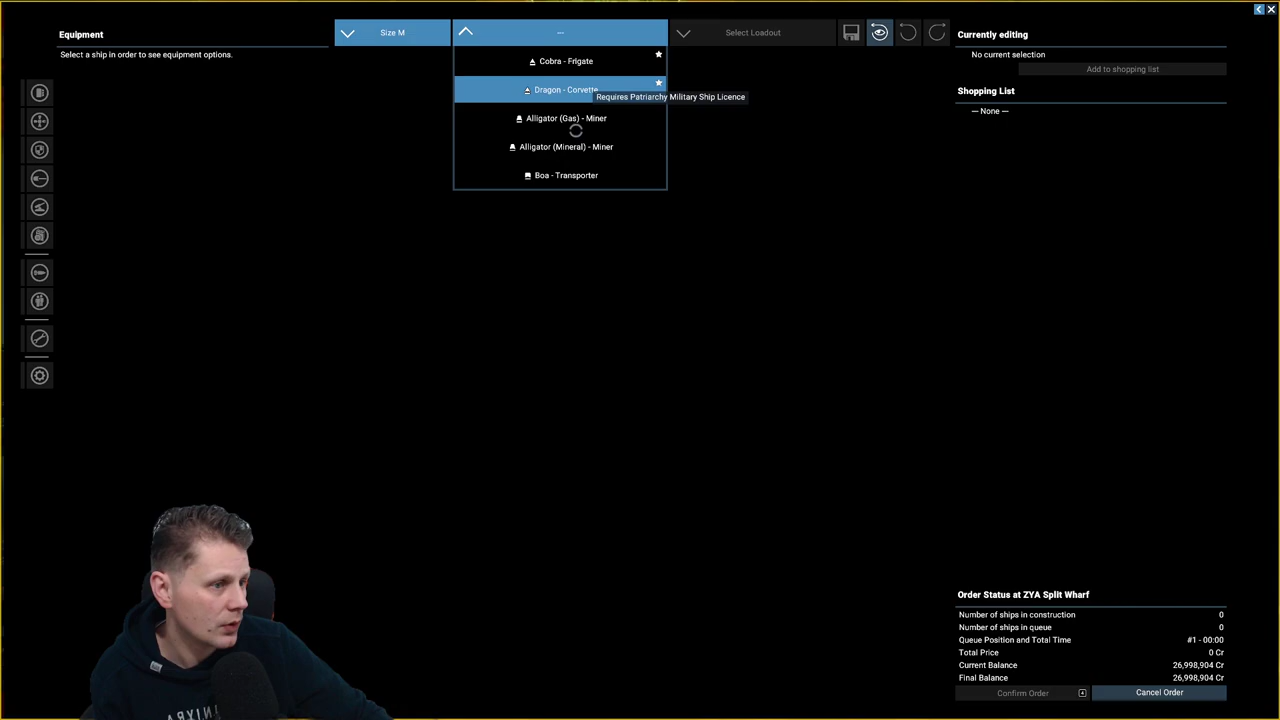 Equipment
Select a ship in order to see equipment options.
Size M
---
Select Loadout
Cobra - Frigate
Dragon - Corvette
Requires Patriarchy Military Ship Licence
Alligator (Gas) - Miner
Alligator (Mineral) - Miner
Boa - Transporter
Currently editing
No current selection
Add to shopping list
Shopping List
— None —
Order Status at ZYA Split Wharf
Number of ships in construction 0
Number of ships in queue 0
Queue Position and Total Time #1 - 00:00
Total Price 0 Cr
Current Balance 26,998,904 Cr
Final Balance 26,998,904 Cr
Confirm Order
Cancel Order